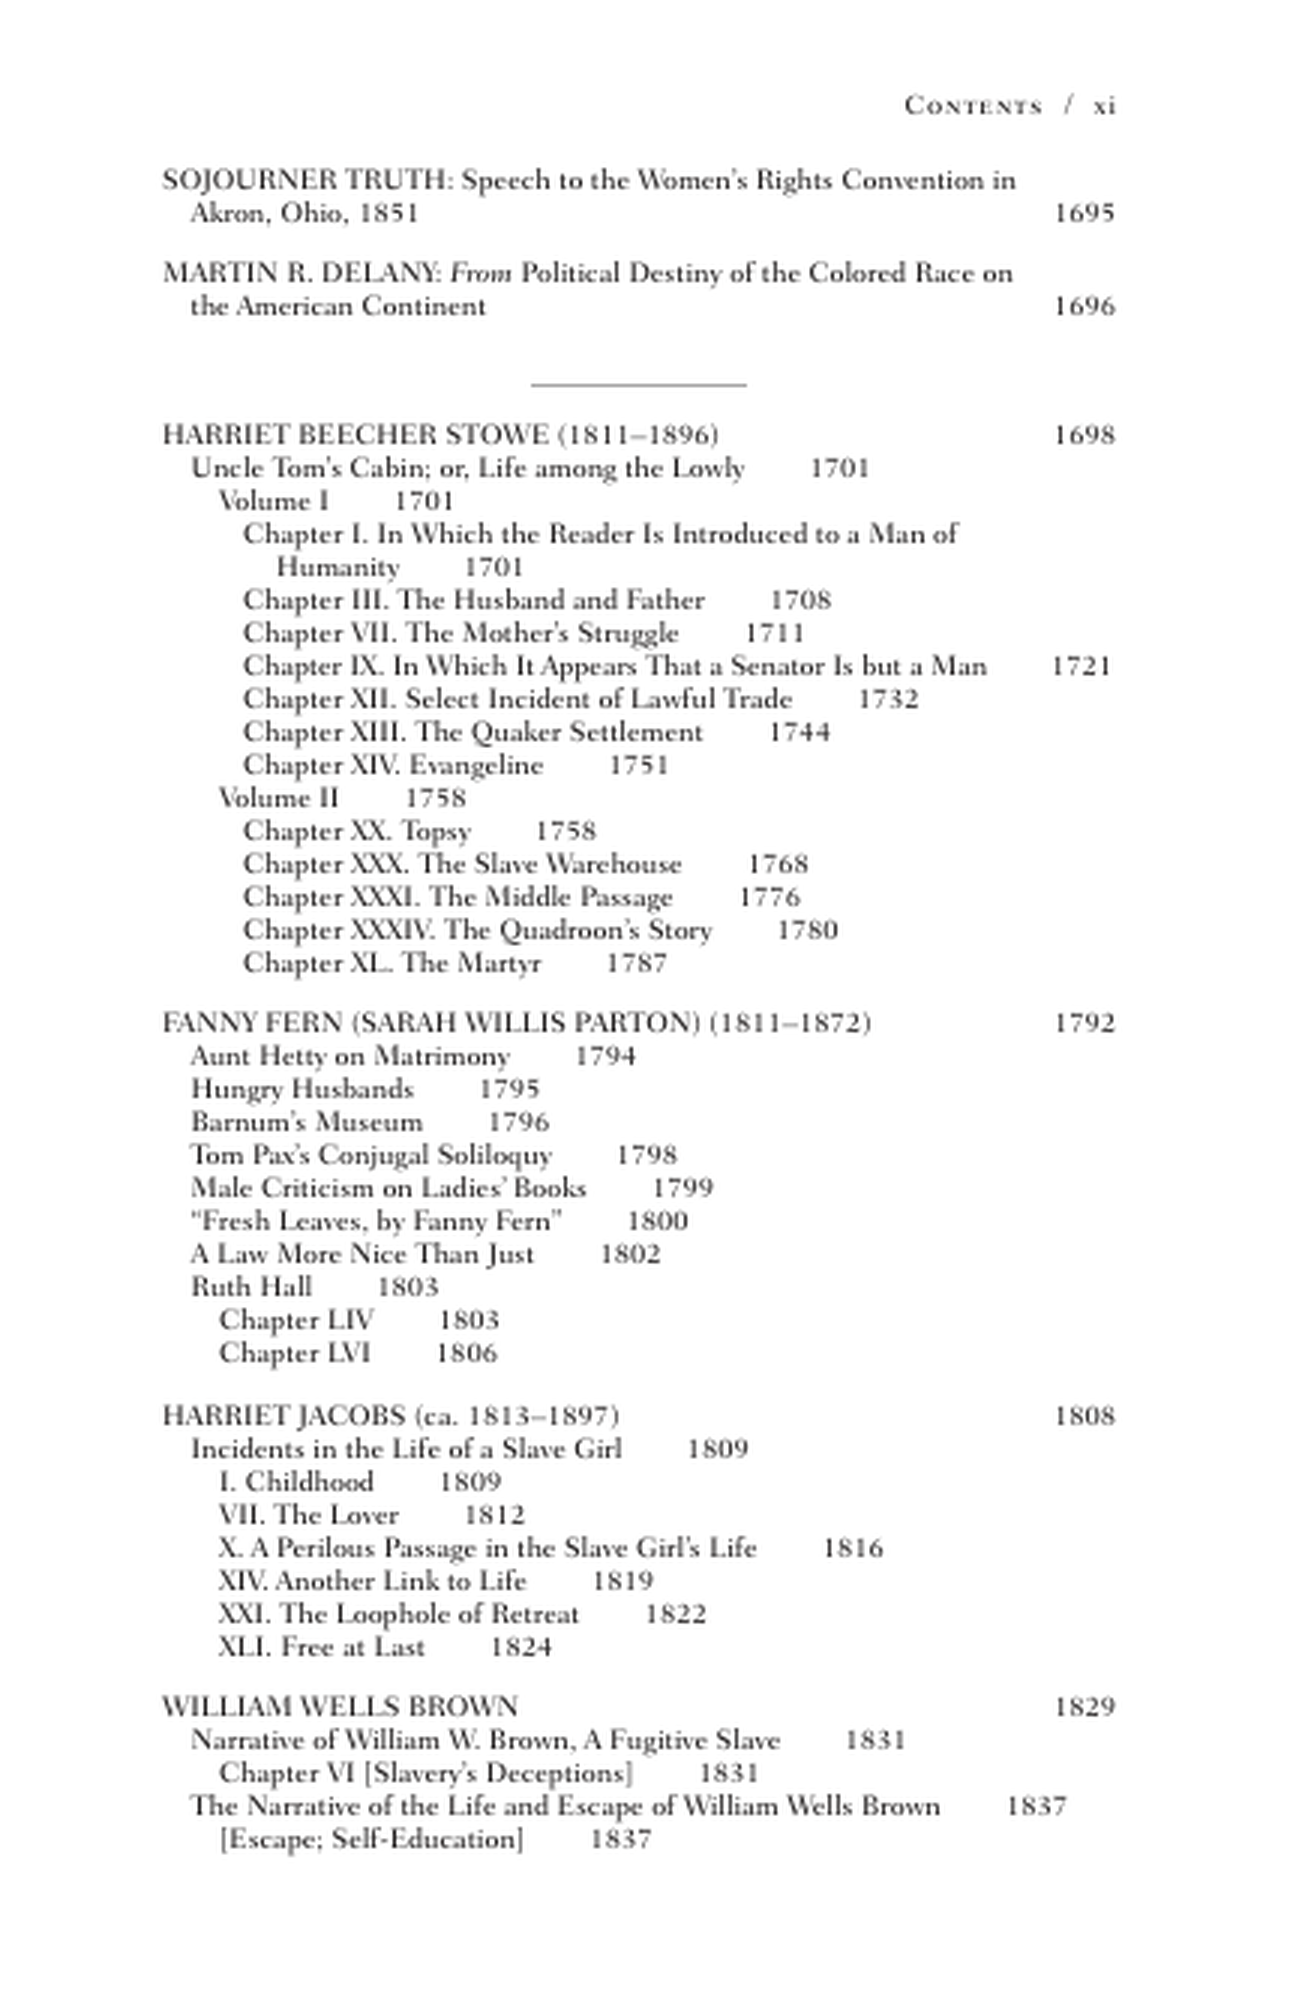 CONTENTS / xi
SOJOURNER TRUTH: Speech to the Women's Rights Convention in
Akron, Ohio, 1851 1695
MARTIN R. DELANY: From Political Destiny of the Colored Race on
the American Continent 1696
HARRIET BEECHER STOWE (1811–1896) 1698
Uncle Tom's Cabin; or, Life among the Lowly 1701
Volume I 1701
Chapter I. In Which the Reader Is Introduced to a Man of
Humanity 1701
Chapter III. The Husband and Father 1708
Chapter VII. The Mother's Struggle 1711
Chapter IX. In Which It Appears That a Senator Is but a Man 1721
Chapter XII. Select Incident of Lawful Trade 1732
Chapter XIII. The Quaker Settlement 1744
Chapter XIV. Evangeline 1751
Volume II 1758
Chapter XX. Topsy 1758
Chapter XXX. The Slave Warehouse 1768
Chapter XXXI. The Middle Passage 1776
Chapter XXXIV. The Quadroon's Story 1780
Chapter XL. The Martyr 1787
FANNY FERN (SARAH WILLIS PARTON) (1811–1872) 1792
Aunt Hetty on Matrimony 1794
Hungry Husbands 1795
Barnum's Museum 1796
Tom Pax's Conjugal Soliloquy 1798
Male Criticism on Ladies' Books 1799
"Fresh Leaves, by Fanny Fern" 1800
A Law More Nice Than Just 1802
Ruth Hall 1803
Chapter LIV 1803
Chapter LVI 1806
HARRIET JACOBS (ca. 1813–1897) 1808
Incidents in the Life of a Slave Girl 1809
I. Childhood 1809
VII. The Lover 1812
X. A Perilous Passage in the Slave Girl's Life 1816
XIV. Another Link to Life 1819
XXI. The Loophole of Retreat 1822
XLI. Free at Last 1824
WILLIAM WELLS BROWN 1829
Narrative of William W. Brown, A Fugitive Slave 1831
Chapter VI [Slavery's Deceptions] 1831
The Narrative of the Life and Escape of William Wells Brown 1837
[Escape; Self-Education] 1837